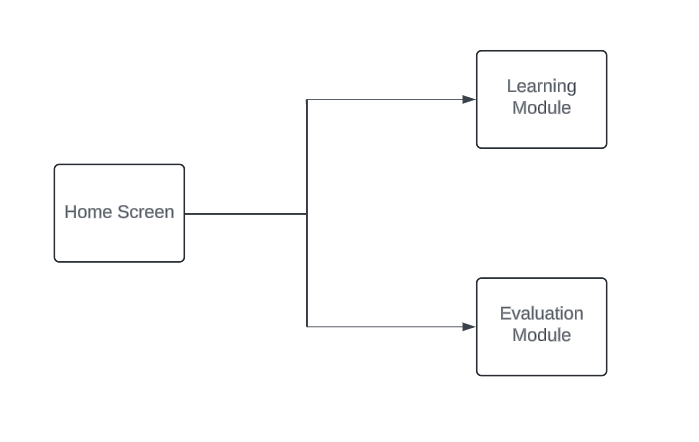 Learning
Module
Home Screen
Evaluation
Module